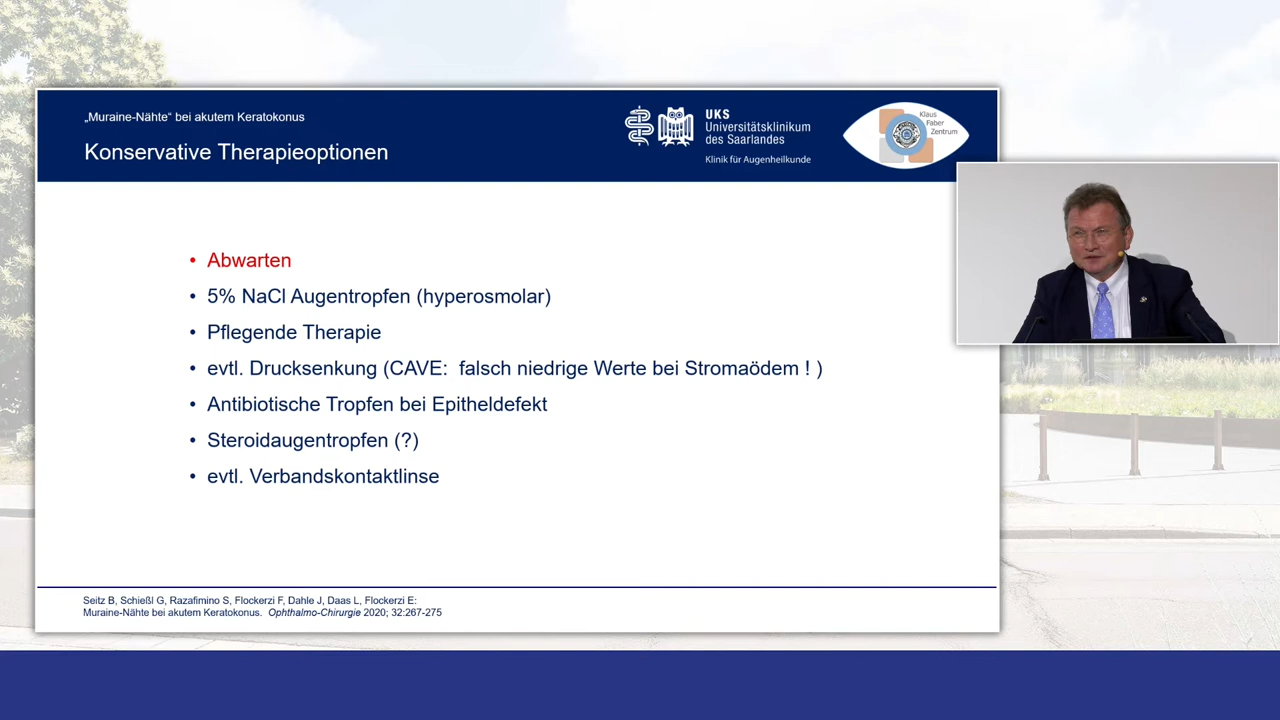 „Muraine-Nähte“ bei akutem Keratokonus
Konservative Therapieoptionen
UKS
Universitätsklinikum
des Saarlandes
Klinik für Augenheilkunde
Klaus
Faber
Zentrum
• Abwarten
• 5% NaCl Augentropfen (hyperosmolar)
• Pflegende Therapie
• evtl. Drucksenkung (CAVE:  falsch niedrige Werte bei Stromaödem ! )
• Antibiotische Tropfen bei Epitheldefekt
• Steroidaugentropfen (?)
• evtl. Verbandskontaktlinse
Seitz B, Schießl G, Razafimino S, Flockerzi F, Dahle J, Daas L, Flockerzi E:
Muraine-Nähte bei akutem Keratokonus.  Ophthalmo-Chirurgie 2020; 32:267-275